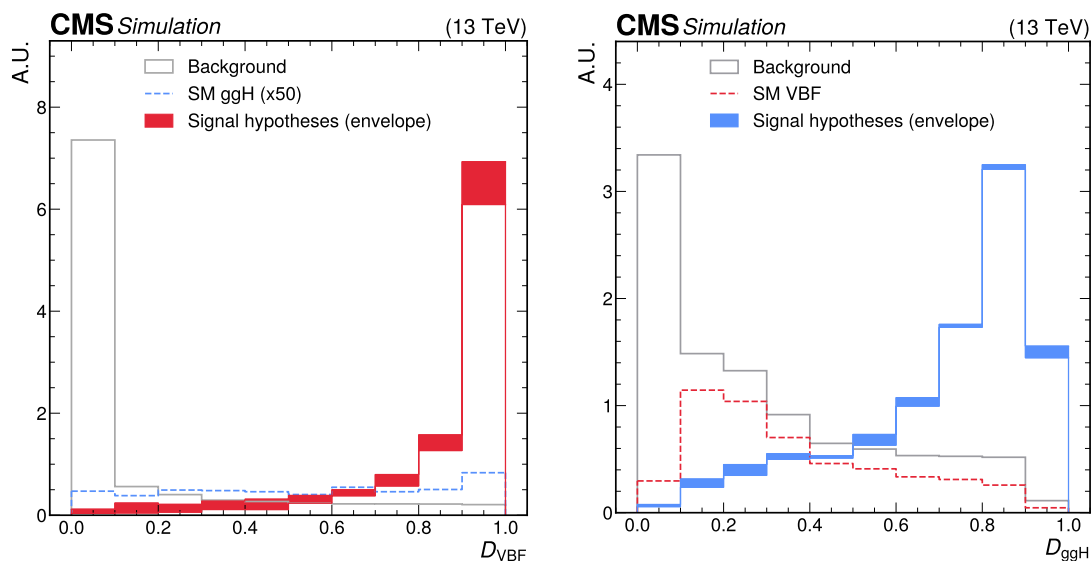 CMS Simulation (13 TeV)
A.U.
Background
SM ggH (x50)
Signal hypotheses (envelope)
8
6
4
2
0
0.0 0.2 0.4 0.6 0.8 1.0
D_VBF
CMS Simulation (13 TeV)
A.U.
Background
SM VBF
Signal hypotheses (envelope)
4
3
2
1
0
0.0 0.2 0.4 0.6 0.8 1.0
D_ggH